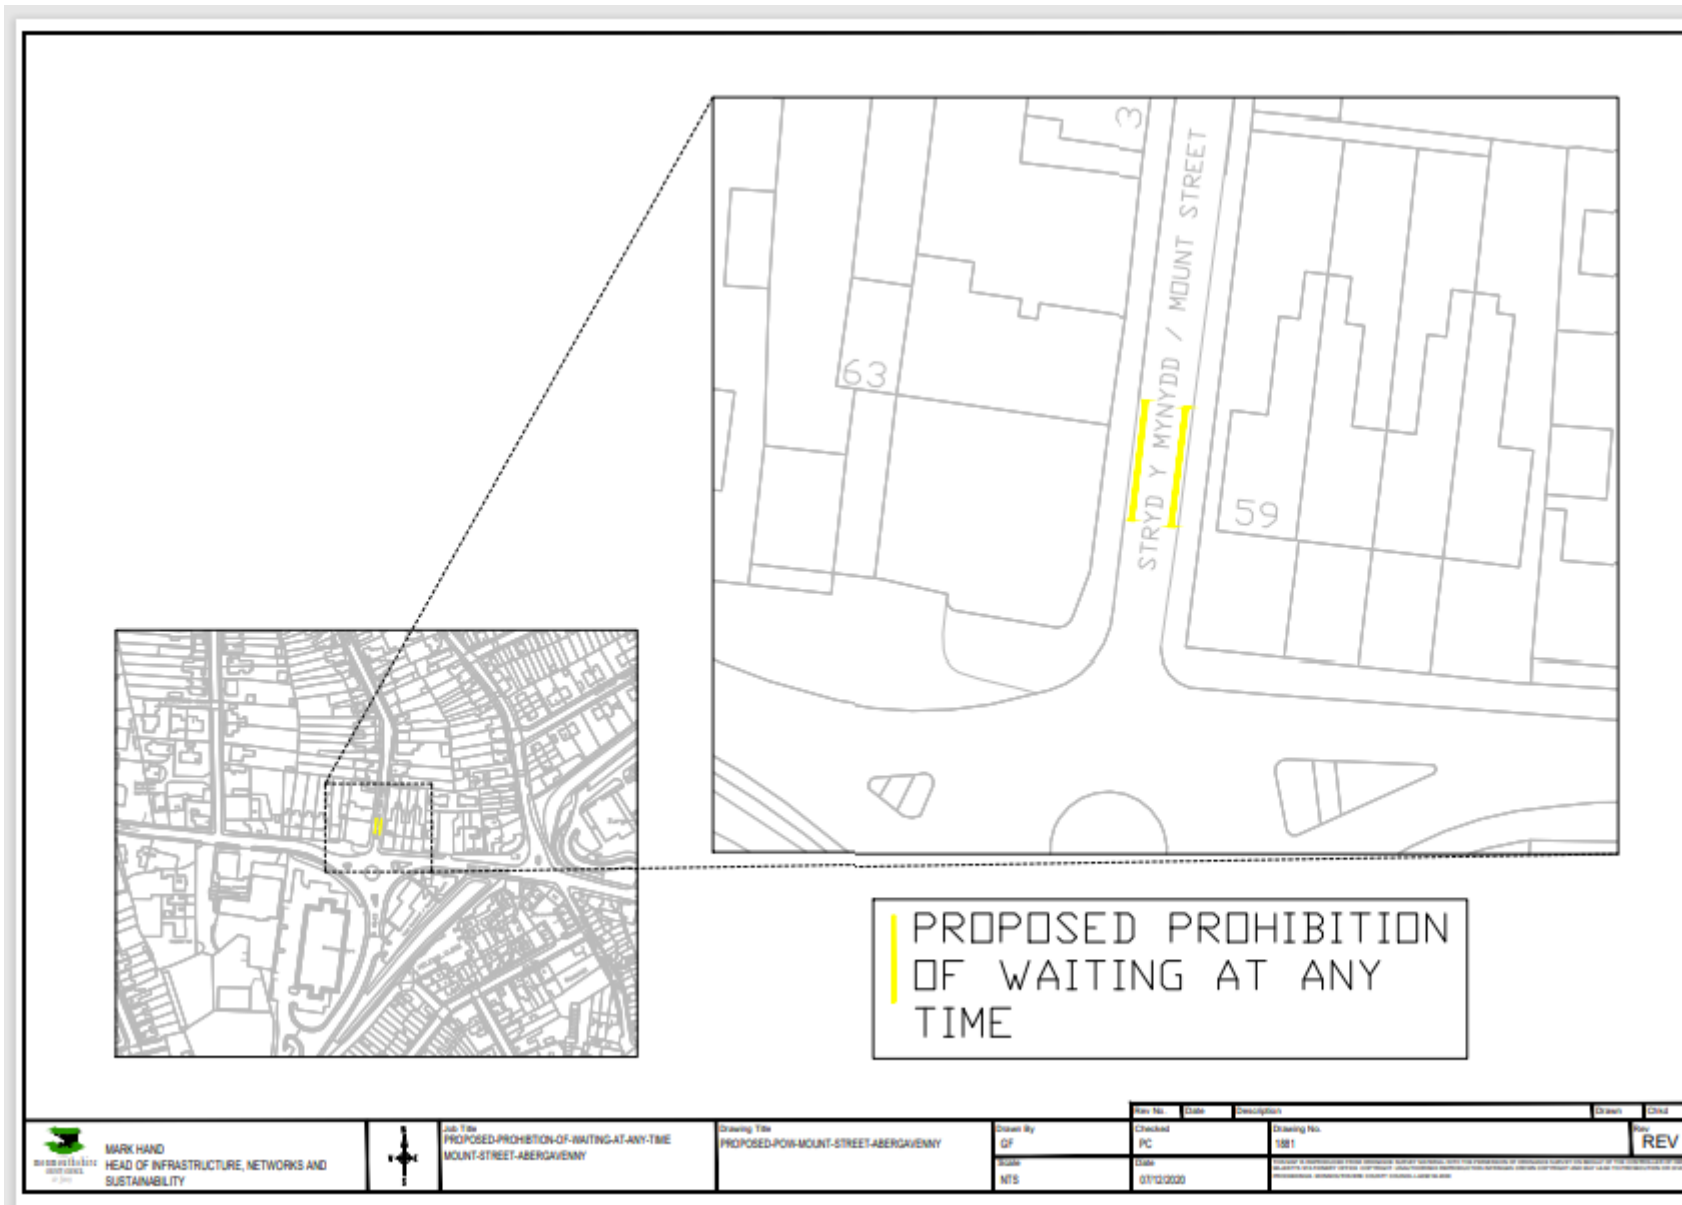 3
STRYD Y MYNYDD / MOUNT STREET
63
59
PROPOSED PROHIBITION
OF WAITING AT ANY
TIME
Rev No.
Date
Description
Drawn
Chkd
MARK HAND
HEAD OF INFRASTRUCTURE, NETWORKS AND
SUSTAINABILITY
Job Title
PROPOSED-PROHIBITION-OF-WAITING-AT-ANY-TIME
MOUNT-STREET-ABERGAVENNY
Drawing Title
PROPOSED-POW-MOUNT-STREET-ABERGAVENNY
Drawn By
GF
Checked
PC
Drawing No.
1881
Rev
REV
Scale
NTS
Date
07/12/2020